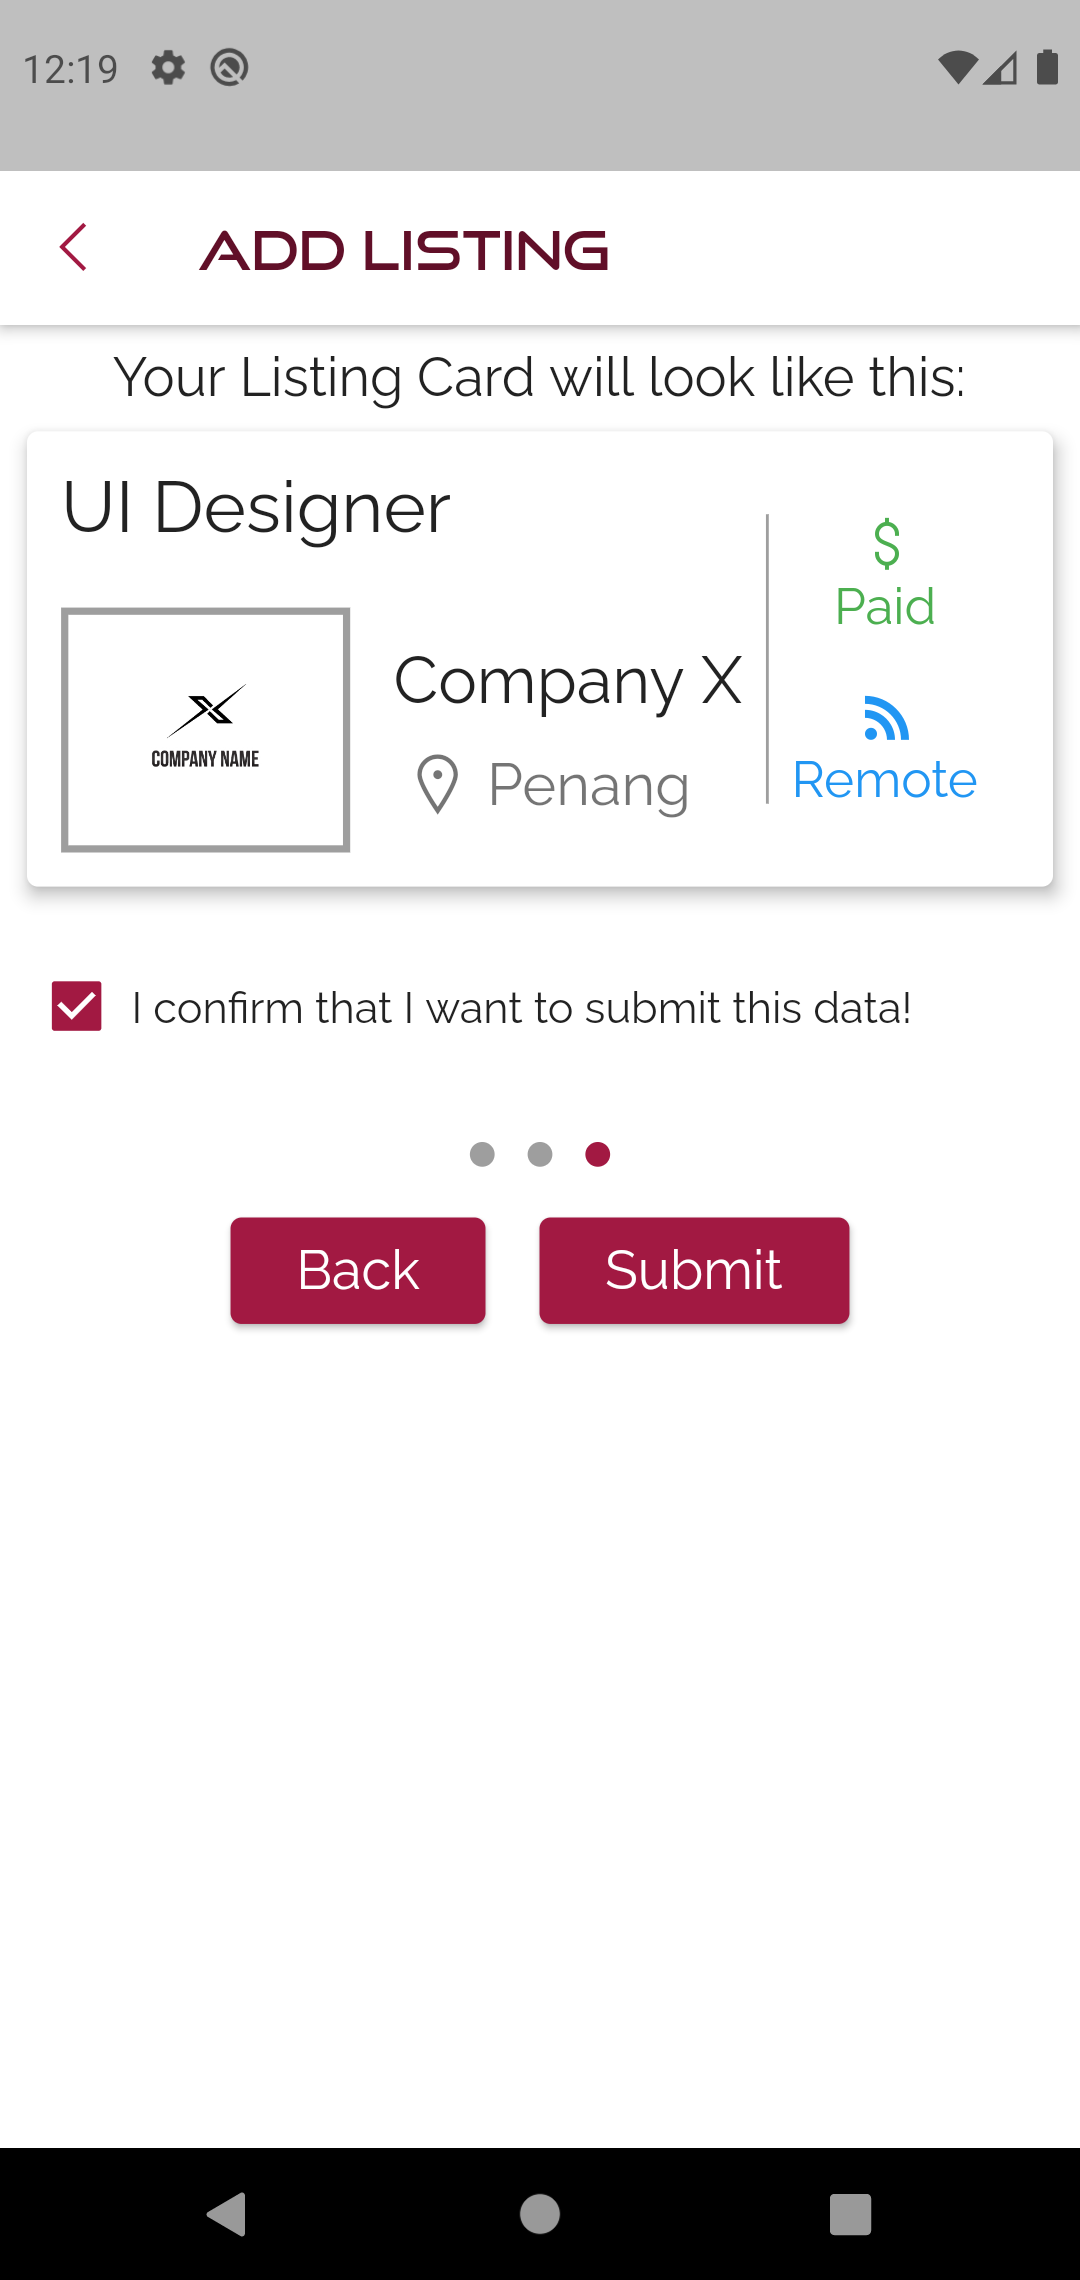 12:19
ADD LISTING
Your Listing Card will look like this:
UI Designer
$
Paid
COMPANY NAME
Company X
Penang
Remote
I confirm that I want to submit this data!
Back
Submit